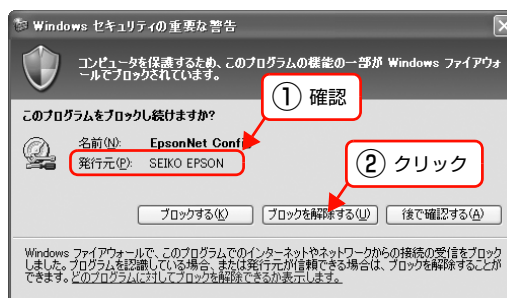 Windows セキュリティの重要な警告
コンピュータを保護するため、このプログラムの機能の一部が Windows ファイアウォ
ールでブロックされています。
① 確認
このプログラムをブロックし続けますか?
名前(N): EpsonNet Config
発行元(P): SEIKO EPSON
② クリック
ブロックする(K)
ブロックを解除する(U)
後で確認する(A)
Windows ファイアウォールで、このプログラムでのインターネットやネットワークからの接続の受信をブロック
しました。プログラムを認識している場合、または発行元が信頼できる場合は、ブロックを解除することが
できます。どのプログラムに対してブロックを解除できるか表示します。